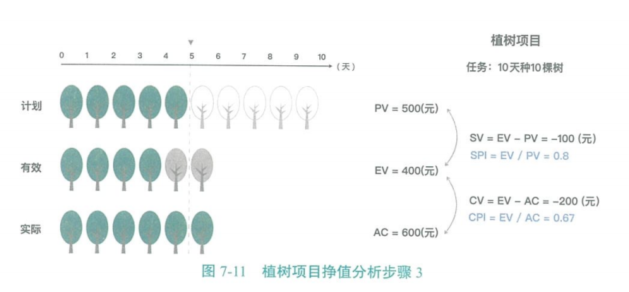 植树项目
0 1 2 3 4 5 6 7 8 9 10 (天)
任务：10天种10棵树
计划
PV = 500(元)
SV = EV − PV = −100 (元)
SPI = EV / PV = 0.8
有效
EV = 400(元)
CV = EV − AC = −200 (元)
CPI = EV / AC = 0.67
实际
AC = 600(元)
图 7-11 植树项目挣值分析步骤 3